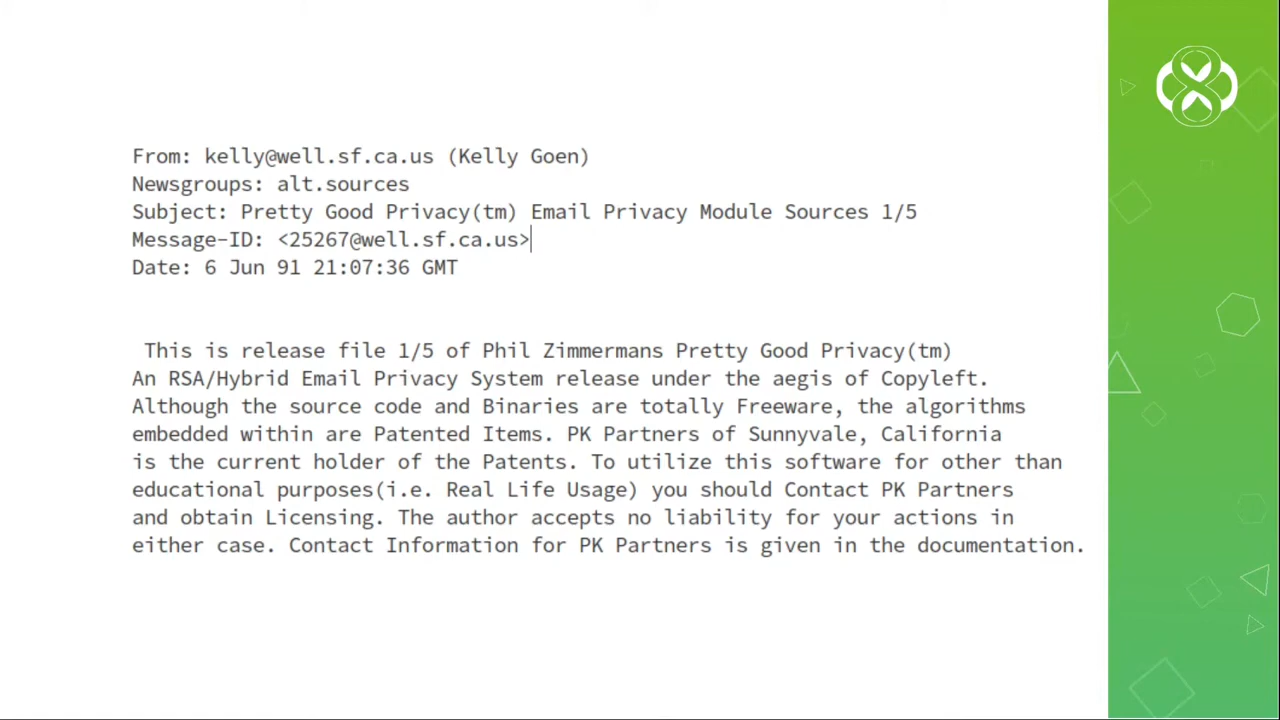 From: kelly@well.sf.ca.us (Kelly Goen)
Newsgroups: alt.sources
Subject: Pretty Good Privacy(tm) Email Privacy Module Sources 1/5
Message-ID: <25267@well.sf.ca.us>
Date: 6 Jun 91 21:07:36 GMT
This is release file 1/5 of Phil Zimmermans Pretty Good Privacy(tm)
An RSA/Hybrid Email Privacy System release under the aegis of Copyleft.
Although the source code and Binaries are totally Freeware, the algorithms
embedded within are Patented Items. PK Partners of Sunnyvale, California
is the current holder of the Patents. To utilize this software for other than
educational purposes(i.e. Real Life Usage) you should Contact PK Partners
and obtain Licensing. The author accepts no liability for your actions in
either case. Contact Information for PK Partners is given in the documentation.